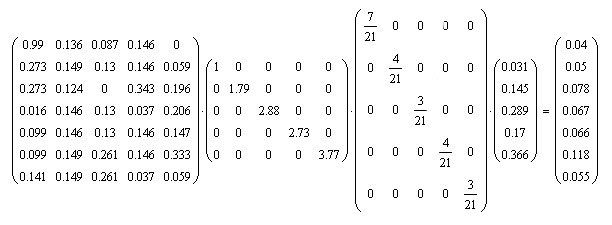 0.99 0.136 0.087 0.146 0
0.273 0.149 0.13 0.146 0.059
0.273 0.124 0 0.343 0.196
0.016 0.146 0.13 0.037 0.206
0.099 0.146 0.13 0.146 0.147
0.099 0.149 0.261 0.146 0.333
0.141 0.149 0.261 0.037 0.059
·
1 0 0 0 0
0 1.79 0 0 0
0 0 2.88 0 0
0 0 0 2.73 0
0 0 0 0 3.77
·
7/21 0 0 0 0
0 4/21 0 0 0
0 0 3/21 0 0
0 0 0 4/21 0
0 0 0 0 3/21
·
0.031
0.145
0.289
0.17
0.366
=
0.04
0.05
0.078
0.067
0.066
0.118
0.055